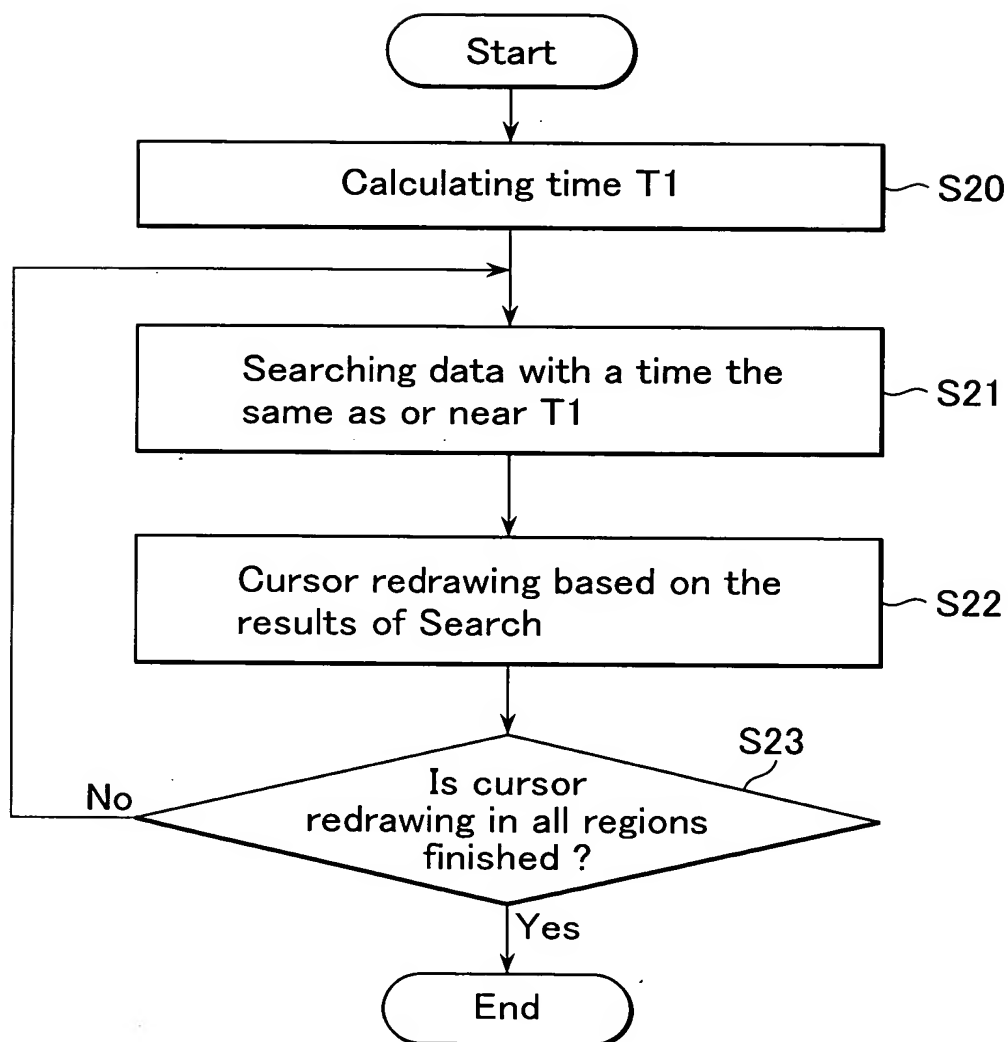 Start
Calculating time T1
S20
Searching data with a time the
same as or near T1
S21
Cursor redrawing based on the
results of Search
S22
S23
Is cursor
redrawing in all regions
finished ?
No
Yes
End